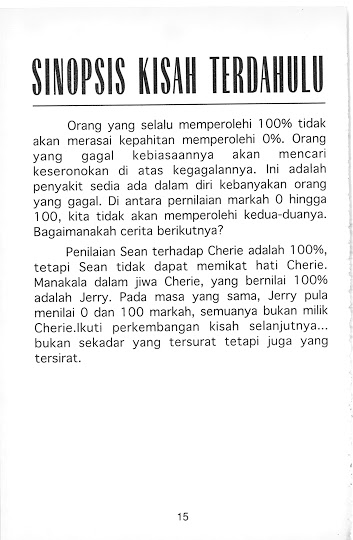 SINOPSIS KISAH TERDAHULU
Orang yang selalu memperolehi 100% tidak
akan merasai kepahitan memperolehi 0%. Orang
yang gagal kebiasaannya akan mencari
keseronokan di atas kegagalannya. Ini adalah
penyakit sedia ada dalam diri kebanyakan orang
yang gagal. Di antara pernilaian markah 0 hingga
100, kita tidak akan memperolehi kedua-duanya.
Bagaimanakah cerita berikutnya?
Penilaian Sean terhadap Cherie adalah 100%,
tetapi Sean tidak dapat memikat hati Cherie.
Manakala dalam jiwa Cherie, yang bernilai 100%
adalah Jerry. Pada masa yang sama, Jerry pula
menilai 0 dan 100 markah, semuanya bukan milik
Cherie.Ikuti perkembangan kisah selanjutnya...
bukan sekadar yang tersurat tetapi juga yang
tersirat.
15